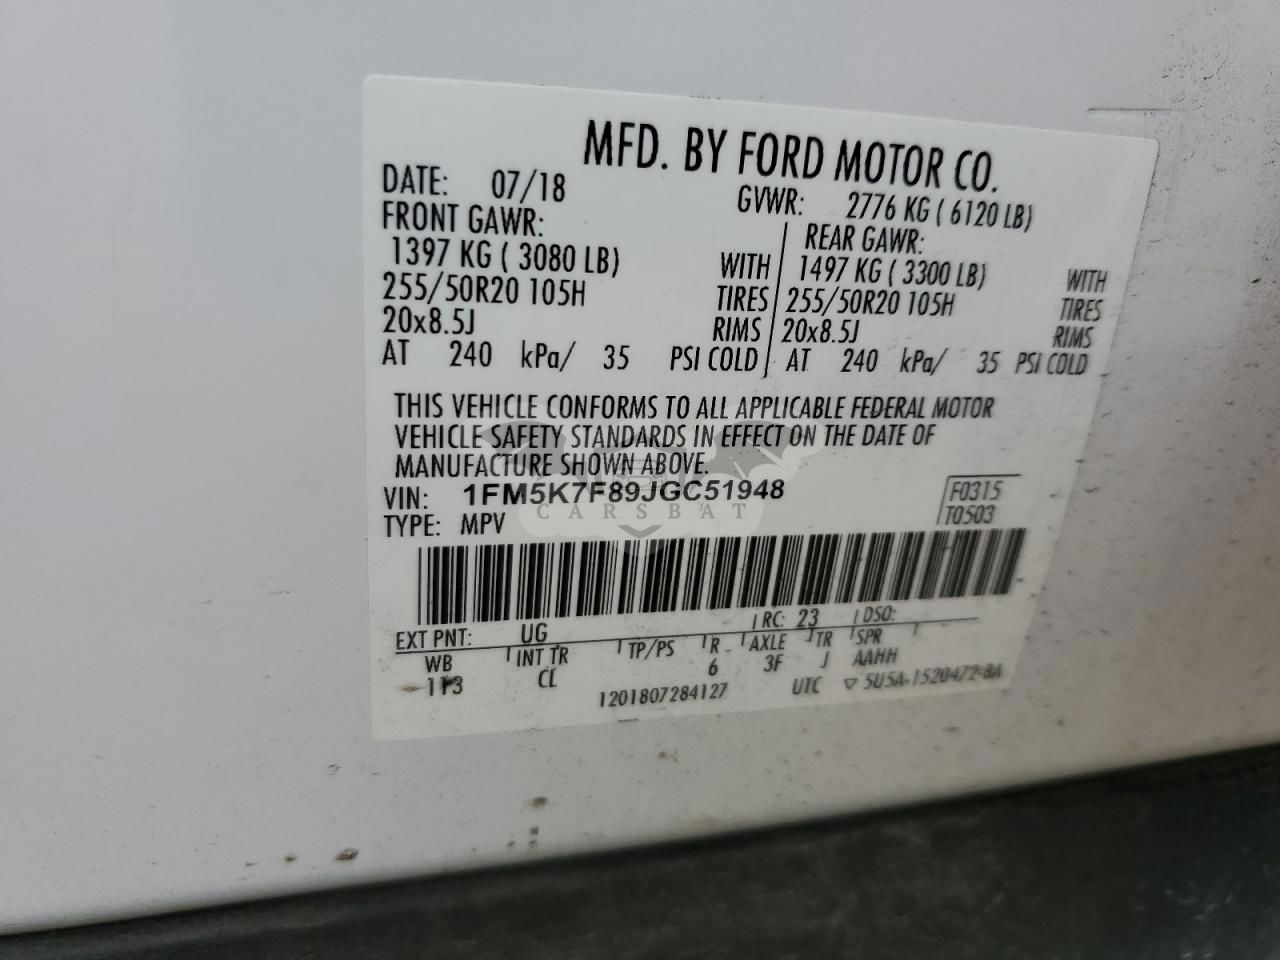 MFD. BY FORD MOTOR CO.
DATE: 07/18
GVWR: 2776 KG ( 6120 LB)
FRONT GAWR:
REAR GAWR:
1397 KG ( 3080 LB) WITH
1497 KG ( 3300 LB) WITH
255/50R20 105H TIRES
255/50R20 105H TIRES
20x8.5J RIMS
20x8.5J RIMS
AT 240 kPa/ 35 PSI COLD
AT 240 kPa/ 35 PSI COLD
THIS VEHICLE CONFORMS TO ALL APPLICABLE FEDERAL MOTOR
VEHICLE SAFETY STANDARDS IN EFFECT ON THE DATE OF
MANUFACTURE SHOWN ABOVE.
VIN: 1FM5K7F89JGC51948
F0315
CARSBAT
TYPE: MPV
T0503
EXT PNT: UG RC: 23 DSO:
WB INT TR TP/PS R AXLE TR SPR
113 CL 6 3F J AAHH
1201807284127 UTC ▽ 5U5A-1520472-8A